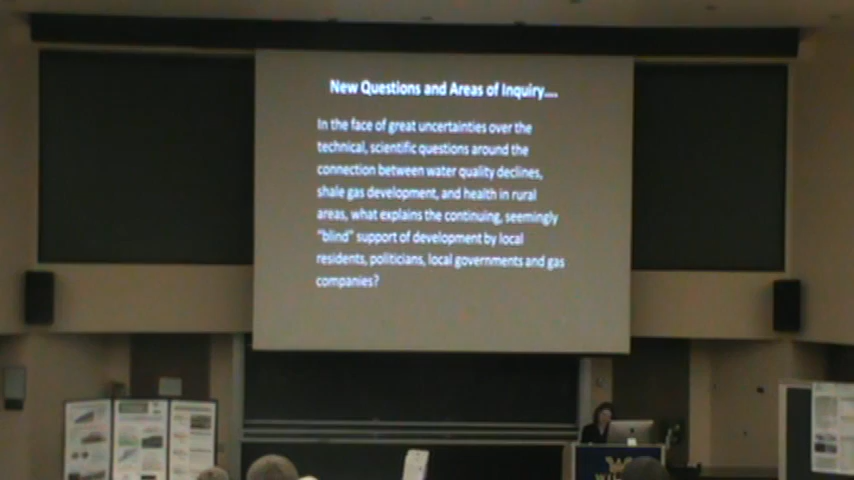 New Questions and Areas of Inquiry....
In the face of great uncertainties over the
technical, scientific questions around the
connection between water quality declines,
shale gas development, and health in rural
areas, what explains the continuing, seemingly
"blind" support of development by local
residents, politicians, local governments and gas
companies?